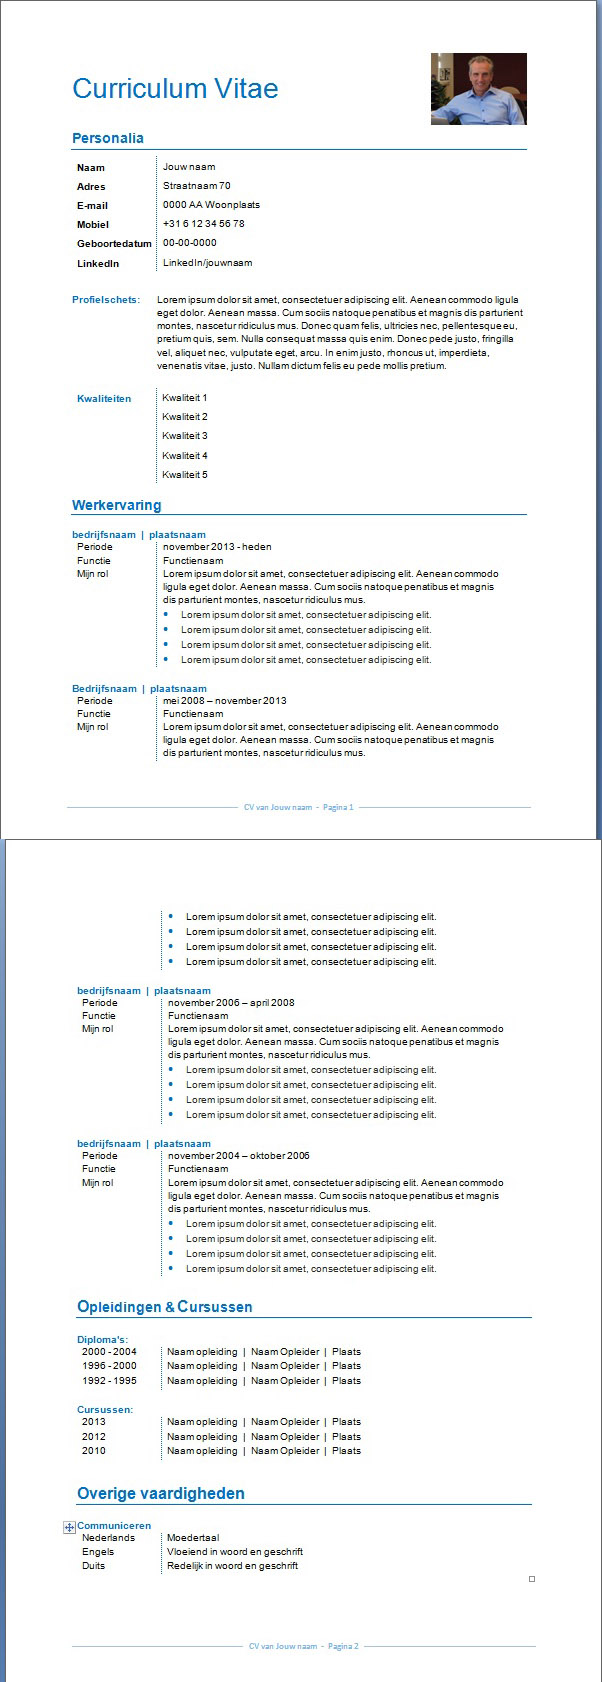 Curriculum Vitae
Personalia
Naam Jouw naam
Adres Straatnaam 70
E-mail 0000 AA Woonplaats
Mobiel +31 6 12 34 56 78
Geboortedatum 00-00-0000
LinkedIn LinkedIn/jouwnaam
Profielschets: Lorem ipsum dolor sit amet, consectetuer adipiscing elit. Aenean commodo ligula
eget dolor. Aenean massa. Cum sociis natoque penatibus et magnis dis parturient
montes, nascetur ridiculus mus. Donec quam felis, ultricies nec, pellentesque eu,
pretium quis, sem. Nulla consequat massa quis enim. Donec pede justo, fringilla
vel, aliquet nec, vulputate eget, arcu. In enim justo, rhoncus ut, imperdieta,
venenatis vitae, justo. Nullam dictum felis eu pede mollis pretium.
Kwaliteiten Kwaliteit 1
Kwaliteit 2
Kwaliteit 3
Kwaliteit 4
Kwaliteit 5
Werkervaring
bedrijfsnaam | plaatsnaam
Periode november 2013 - heden
Functie Functienaam
Mijn rol Lorem ipsum dolor sit amet, consectetuer adipiscing elit. Aenean commodo
ligula eget dolor. Aenean massa. Cum sociis natoque penatibus et magnis
dis parturient montes, nascetur ridiculus mus.
• Lorem ipsum dolor sit amet, consectetuer adipiscing elit.
• Lorem ipsum dolor sit amet, consectetuer adipiscing elit.
• Lorem ipsum dolor sit amet, consectetuer adipiscing elit.
• Lorem ipsum dolor sit amet, consectetuer adipiscing elit.
Bedrijfsnaam | plaatsnaam
Periode mei 2008 – november 2013
Functie Functienaam
Mijn rol Lorem ipsum dolor sit amet, consectetuer adipiscing elit. Aenean commodo
ligula eget dolor. Aenean massa. Cum sociis natoque penatibus et magnis
dis parturient montes, nascetur ridiculus mus.
CV van Jouw naam - Pagina 1
• Lorem ipsum dolor sit amet, consectetuer adipiscing elit.
• Lorem ipsum dolor sit amet, consectetuer adipiscing elit.
• Lorem ipsum dolor sit amet, consectetuer adipiscing elit.
• Lorem ipsum dolor sit amet, consectetuer adipiscing elit.
bedrijfsnaam | plaatsnaam
Periode november 2006 – april 2008
Functie Functienaam
Mijn rol Lorem ipsum dolor sit amet, consectetuer adipiscing elit. Aenean commodo
ligula eget dolor. Aenean massa. Cum sociis natoque penatibus et magnis
dis parturient montes, nascetur ridiculus mus.
• Lorem ipsum dolor sit amet, consectetuer adipiscing elit.
• Lorem ipsum dolor sit amet, consectetuer adipiscing elit.
• Lorem ipsum dolor sit amet, consectetuer adipiscing elit.
• Lorem ipsum dolor sit amet, consectetuer adipiscing elit.
bedrijfsnaam | plaatsnaam
Periode november 2004 – oktober 2006
Functie Functienaam
Mijn rol Lorem ipsum dolor sit amet, consectetuer adipiscing elit. Aenean commodo
ligula eget dolor. Aenean massa. Cum sociis natoque penatibus et magnis
dis parturient montes, nascetur ridiculus mus.
• Lorem ipsum dolor sit amet, consectetuer adipiscing elit.
• Lorem ipsum dolor sit amet, consectetuer adipiscing elit.
• Lorem ipsum dolor sit amet, consectetuer adipiscing elit.
• Lorem ipsum dolor sit amet, consectetuer adipiscing elit.
Opleidingen & Cursussen
Diploma's:
2000 - 2004 Naam opleiding | Naam Opleider | Plaats
1996 - 2000 Naam opleiding | Naam Opleider | Plaats
1992 - 1995 Naam opleiding | Naam Opleider | Plaats
Cursussen:
2013 Naam opleiding | Naam Opleider | Plaats
2012 Naam opleiding | Naam Opleider | Plaats
2010 Naam opleiding | Naam Opleider | Plaats
Overige vaardigheden
Communiceren
Nederlands Moedertaal
Engels Vloeiend in woord en geschrift
Duits Redelijk in woord en geschrift
CV van Jouw naam - Pagina 2